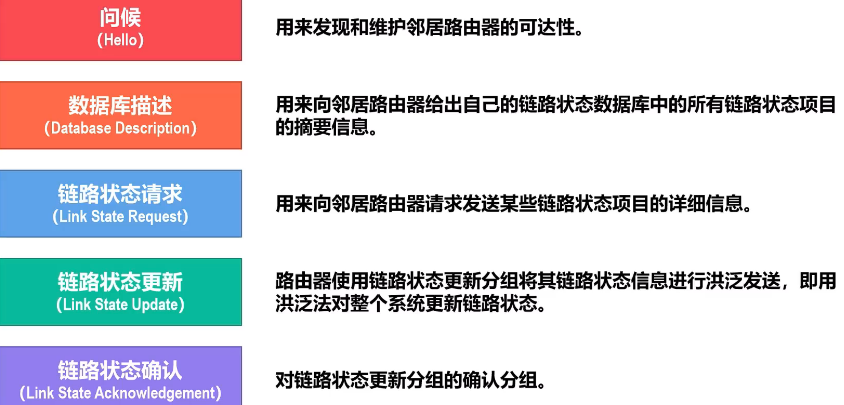 问候
（Hello）
用来发现和维护邻居路由器的可达性。
数据库描述
（Database Description）
用来向邻居路由器给出自己的链路状态数据库中的所有链路状态项目
的摘要信息。
链路状态请求
（Link State Request）
用来向邻居路由器请求发送某些链路状态项目的详细信息。
链路状态更新
（Link State Update）
路由器使用链路状态更新分组将其链路状态信息进行洪泛发送，即用
洪泛法对整个系统更新链路状态。
链路状态确认
（Link State Acknowledgement）
对链路状态更新分组的确认分组。